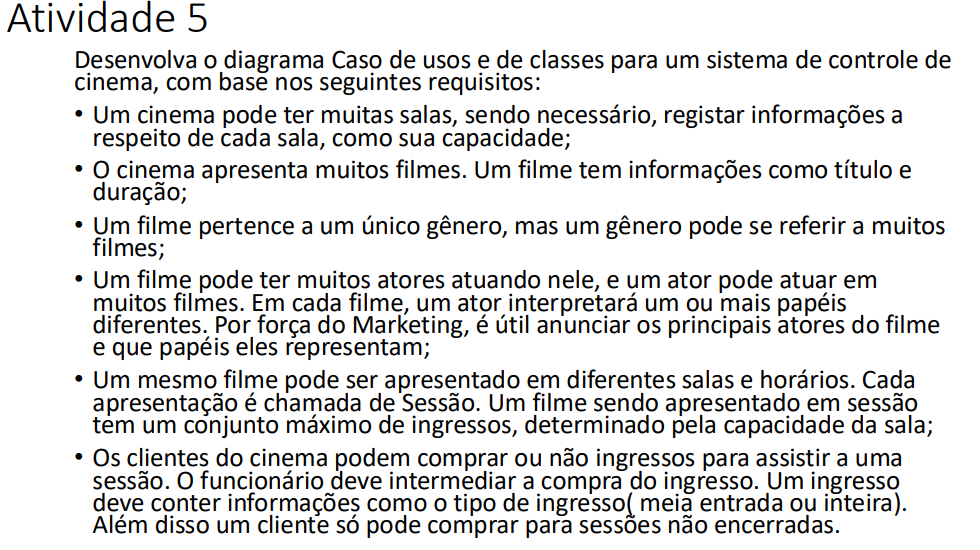 Atividade 5
Desenvolva o diagrama Caso de usos e de classes para um sistema de controle de
cinema, com base nos seguintes requisitos:
• Um cinema pode ter muitas salas, sendo necessário, registar informações a
respeito de cada sala, como sua capacidade;
• O cinema apresenta muitos filmes. Um filme tem informações como título e
duração;
• Um filme pertence a um único gênero, mas um gênero pode se referir a muitos
filmes;
• Um filme pode ter muitos atores atuando nele, e um ator pode atuar em
muitos filmes. Em cada filme, um ator interpretará um ou mais papéis
diferentes. Por força do Marketing, é útil anunciar os principais atores do filme
e que papéis eles representam;
• Um mesmo filme pode ser apresentado em diferentes salas e horários. Cada
apresentação é chamada de Sessão. Um filme sendo apresentado em sessão
tem um conjunto máximo de ingressos, determinado pela capacidade da sala;
• Os clientes do cinema podem comprar ou não ingressos para assistir a uma
sessão. O funcionário deve intermediar a compra do ingresso. Um ingresso
deve conter informações como o tipo de ingresso( meia entrada ou inteira).
Além disso um cliente só pode comprar para sessões não encerradas.